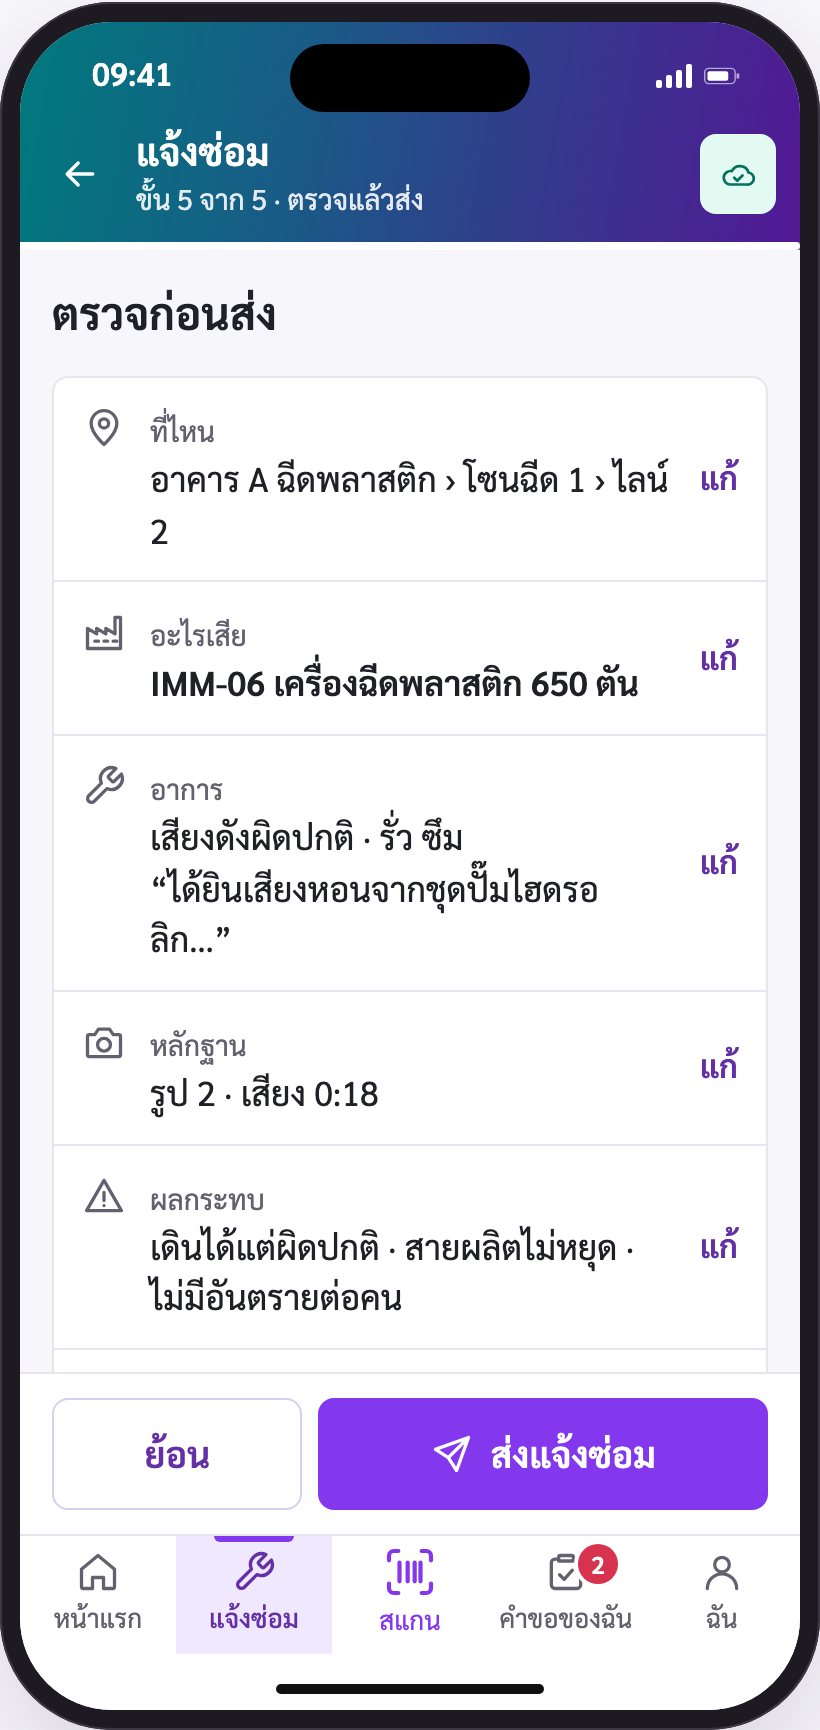 09:41
แจ้งซ่อม
ขั้น 5 จาก 5 · ตรวจแล้วส่ง
ตรวจก่อนส่ง
ที่ไหน
อาคาร A ฉีดพลาสติก › โซนฉีด 1 › ไลน์
2
แก้
อะไรเสีย
IMM-06 เครื่องฉีดพลาสติก 650 ตัน
แก้
อาการ
เสียงดังผิดปกติ · รั่ว ซึม
“ได้ยินเสียงหอนจากชุดปั๊มไฮดรอ
ลิก...”
แก้
หลักฐาน
รูป 2 · เสียง 0:18
แก้
ผลกระทบ
เดินได้แต่ผิดปกติ · สายผลิตไม่หยุด ·
ไม่มีอันตรายต่อคน
แก้
ย้อน
ส่งแจ้งซ่อม
หน้าแรก
แจ้งซ่อม
สแกน
2
คำขอของฉัน
ฉัน